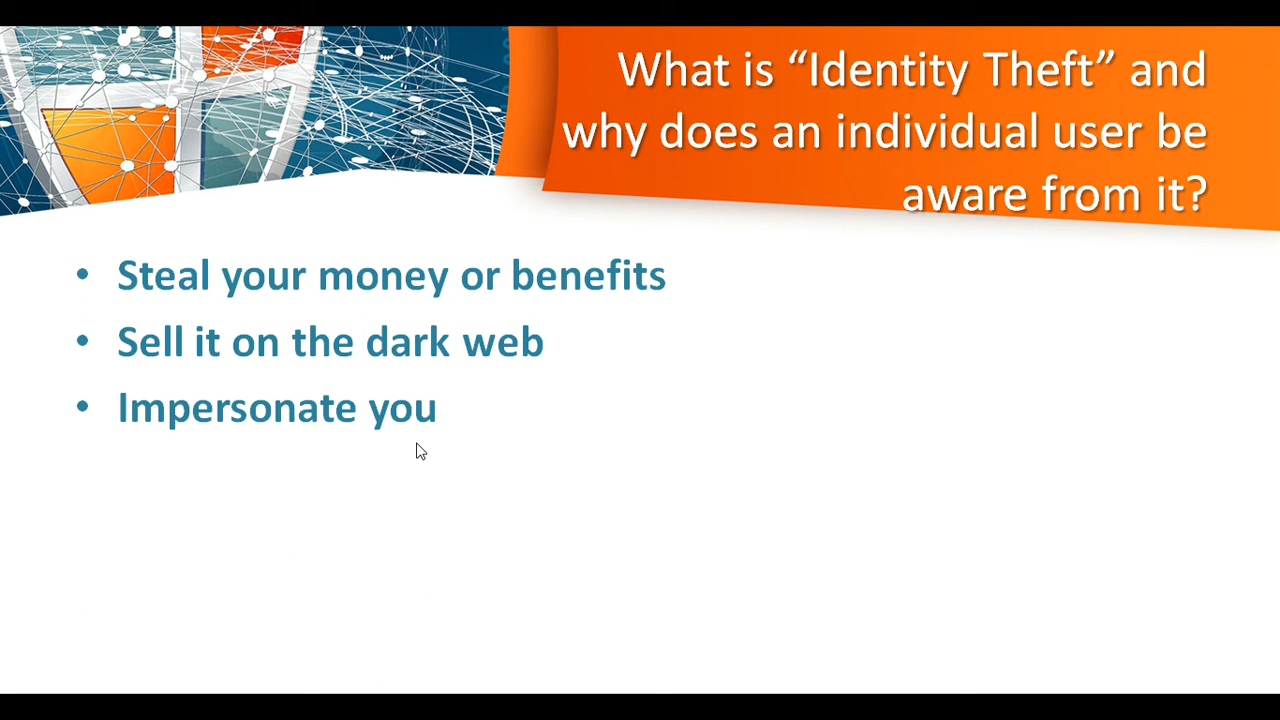 What is “Identity Theft” and
why does an individual user be
aware from it?
• Steal your money or benefits
• Sell it on the dark web
• Impersonate you